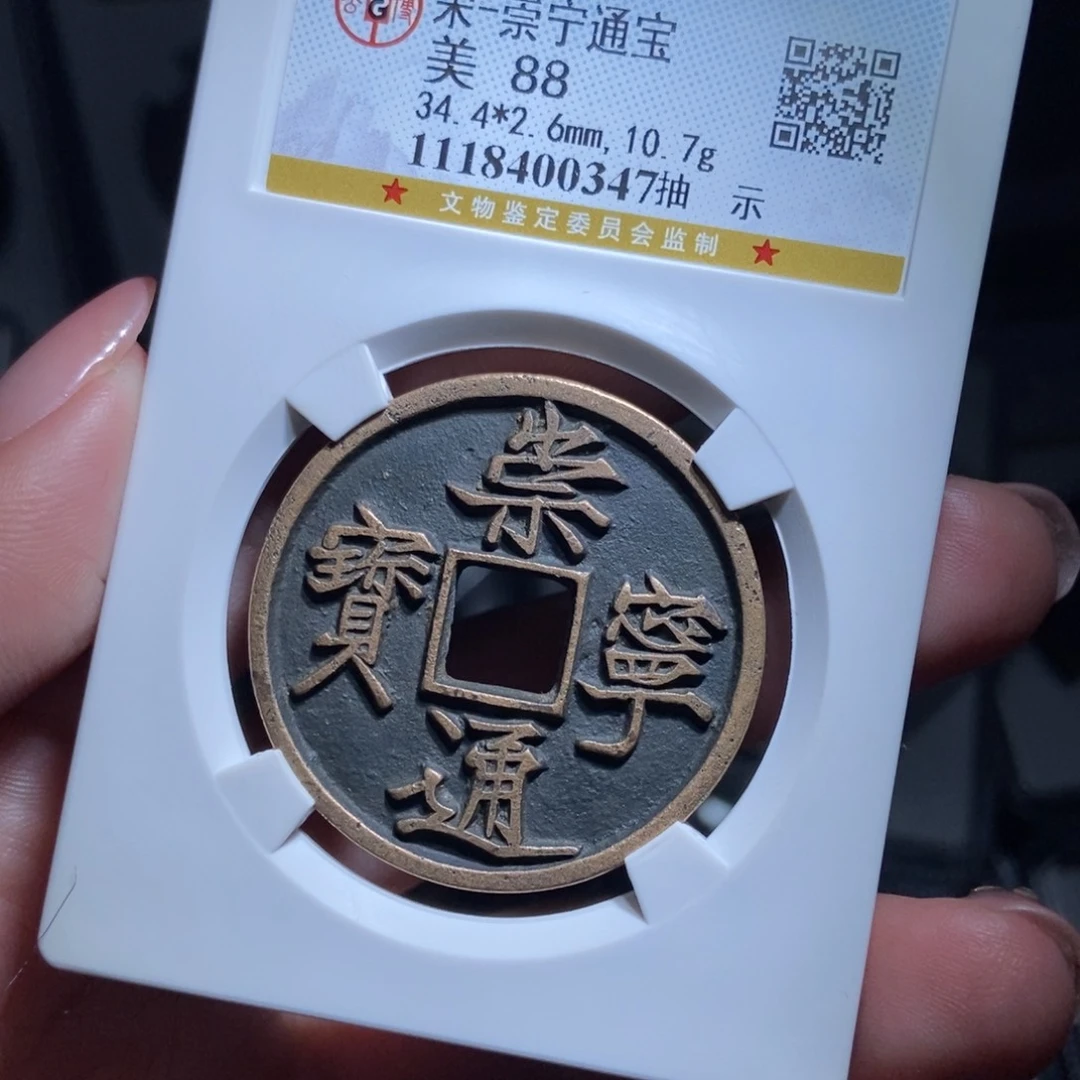 宋-崇宁通宝
美 88
34.4*2.6mm,10.7g
1118400347抽 示
文物鉴定委员会监制
崇
寧
通
寶